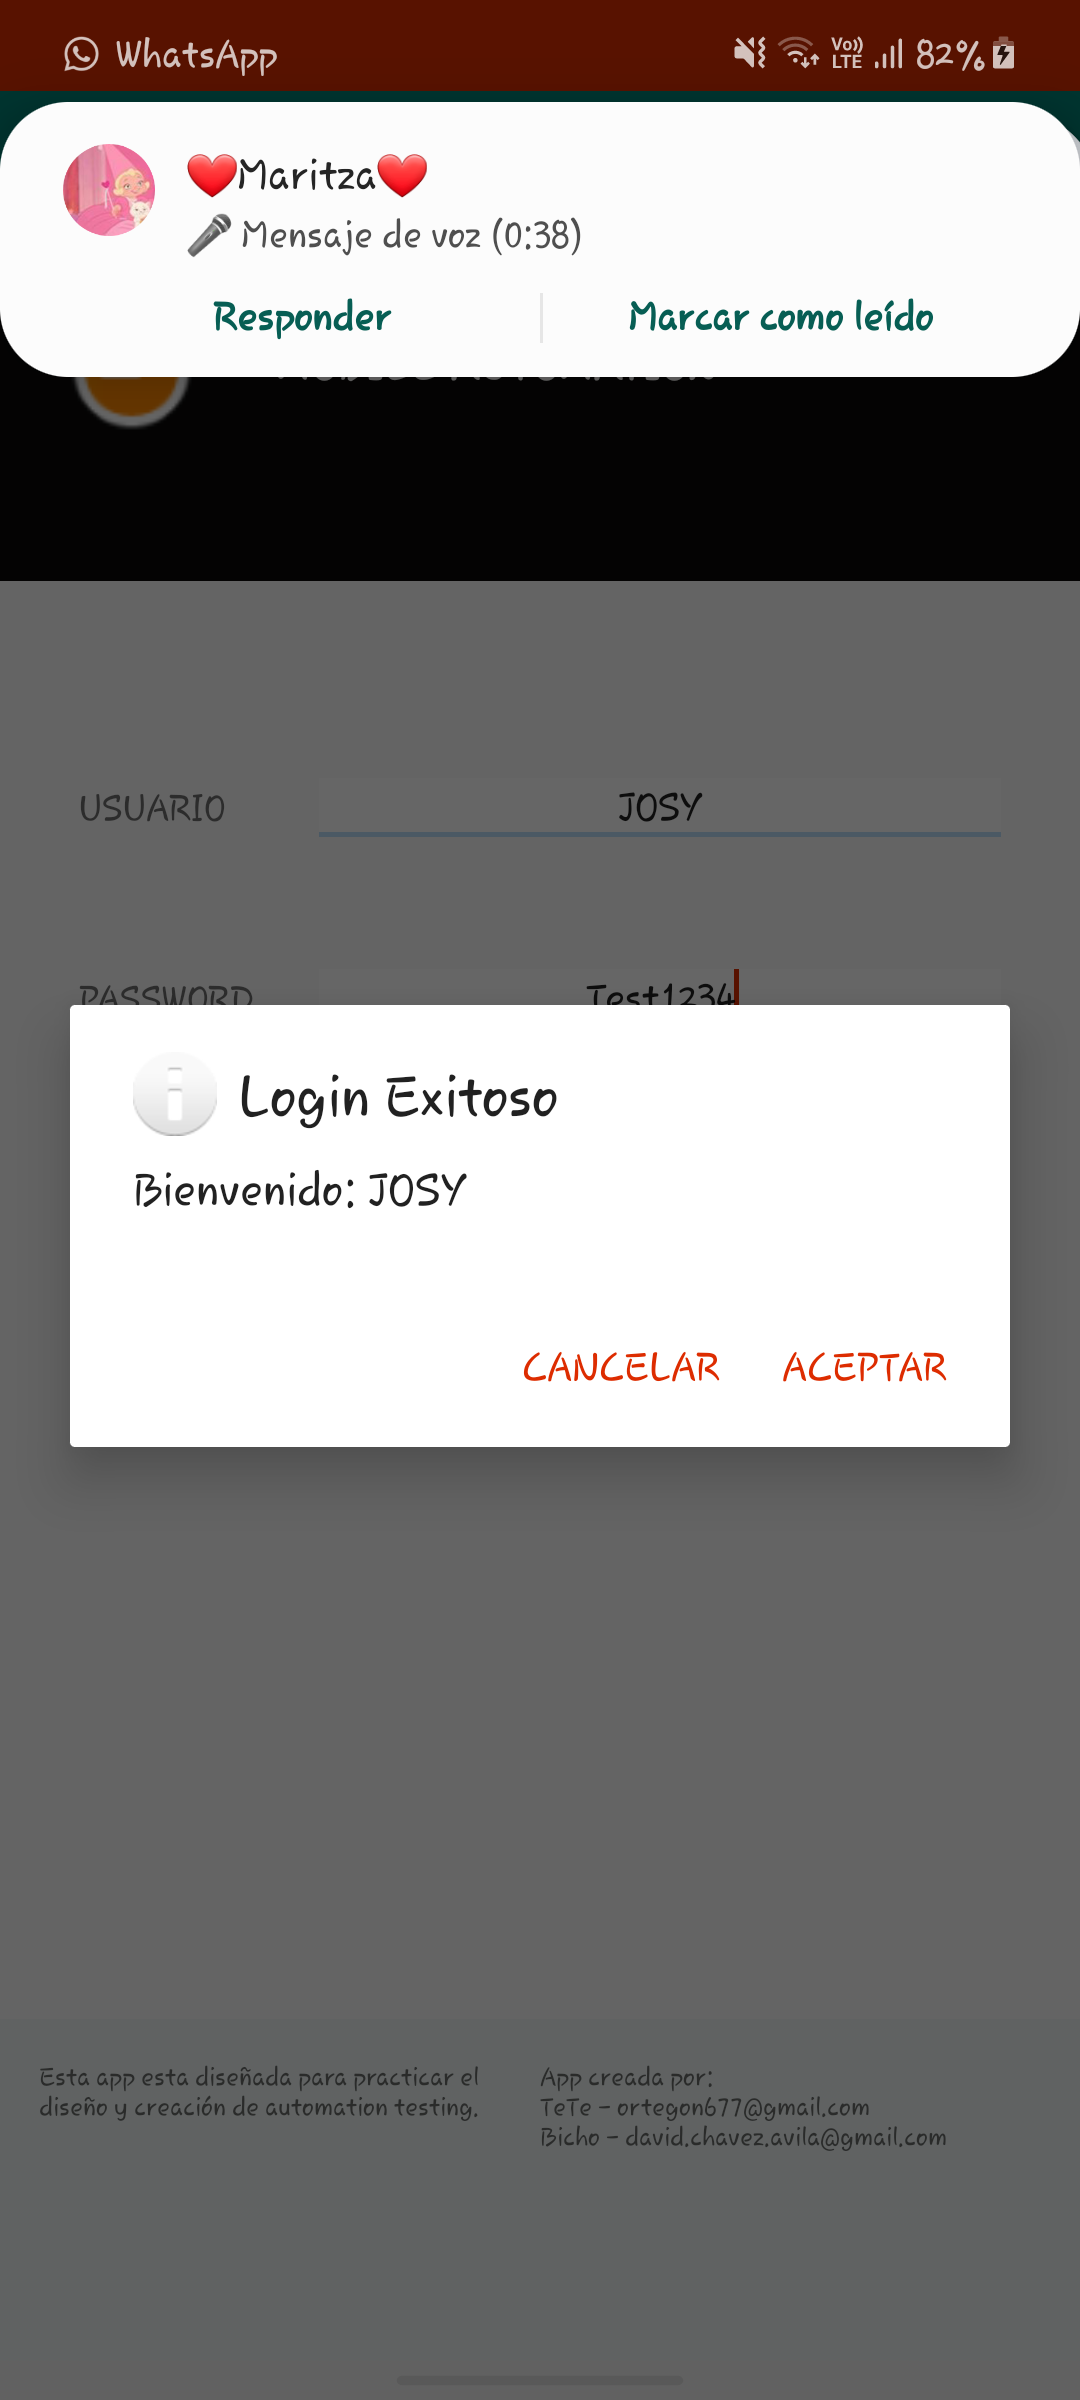 WhatsApp
Vo)) LTE 82%
❤️Maritza❤️
🎤 Mensaje de voz (0:38)
Responder
Marcar como leído
USUARIO
JOSY
PASSWORD
Test1234
Login Exitoso
Bienvenido: JOSY
CANCELAR
ACEPTAR
Esta app esta diseñada para practicar el
diseño y creación de automation testing.
App creada por:
TeTe - ortegon677@gmail.com
Bicho - david.chavez.avila@gmail.com